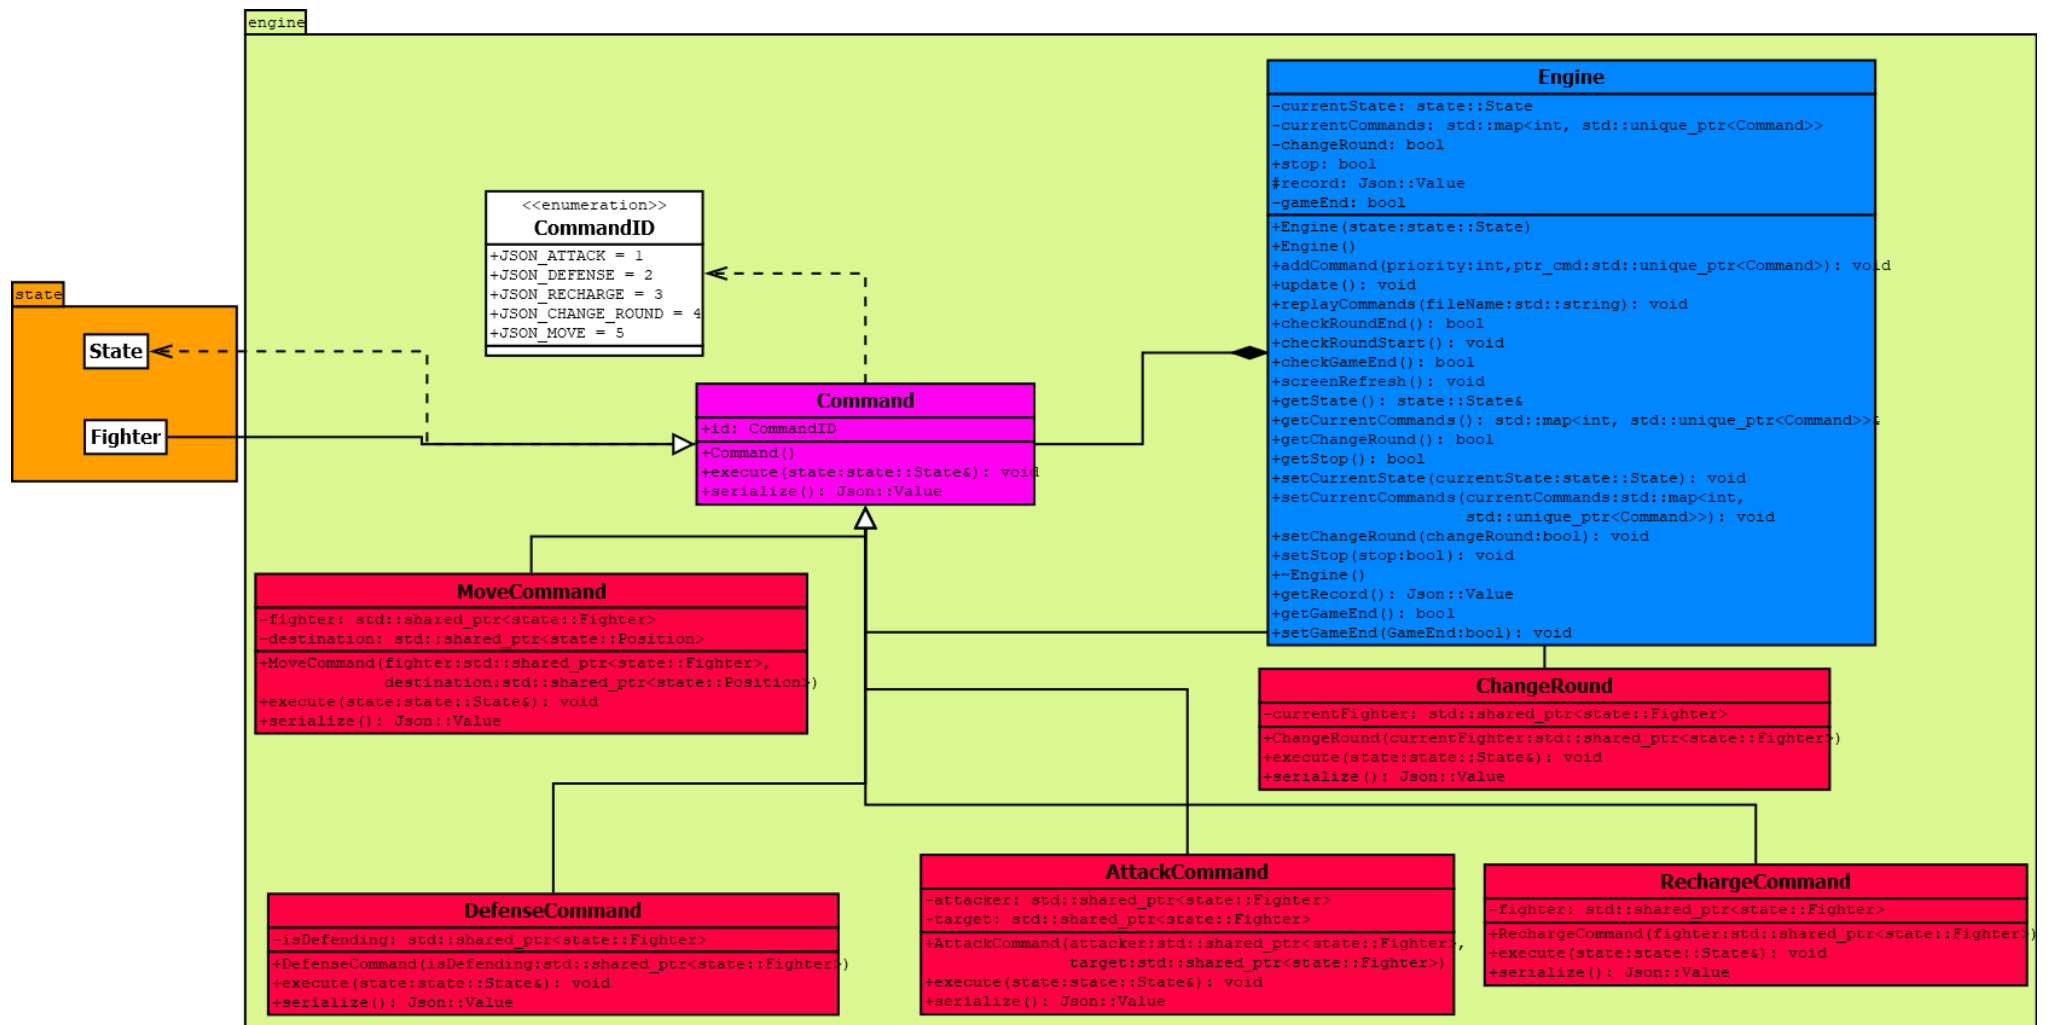 engine
Engine
-currentState: state::State
-currentCommands: std::map<int, std::unique_ptr<Command>>
-changeRound: bool
+stop: bool
#record: Json::Value
-gameEnd: bool
+Engine(state:state::State)
+Engine()
+addCommand(priority:int,ptr_cmd:std::unique_ptr<Command>): void
+update(): void
+replayCommands(fileName:std::string): void
+checkRoundEnd(): bool
+checkRoundStart(): void
+checkGameEnd(): bool
+screenRefresh(): void
+getState(): state::State&
+getCurrentCommands(): std::map<int, std::unique_ptr<Command>>&
+getChangeRound(): bool
+getStop(): bool
+setCurrentState(currentState:state::State): void
+setCurrentCommands(currentCommands:std::map<int,
std::unique_ptr<Command>>): void
+setChangeRound(changeRound:bool): void
+setStop(stop:bool): void
+~Engine()
+getRecord(): Json::Value
+getGameEnd(): bool
+setGameEnd(GameEnd:bool): void
<<enumeration>>
CommandID
+JSON_ATTACK = 1
+JSON_DEFENSE = 2
+JSON_RECHARGE = 3
+JSON_CHANGE_ROUND = 4
+JSON_MOVE = 5
state
State
Fighter
Command
+id: CommandID
+Command()
+execute(state:state::State&): void
+serialize(): Json::Value
MoveCommand
-fighter: std::shared_ptr<state::Fighter>
-destination: std::shared_ptr<state::Position>
+MoveCommand(fighter:std::shared_ptr<state::Fighter>,
destination:std::shared_ptr<state::Position>)
+execute(state:state::State&): void
+serialize(): Json::Value
ChangeRound
-currentFighter: std::shared_ptr<state::Fighter>
+ChangeRound(currentFighter:std::shared_ptr<state::Fighter>)
+execute(state:state::State&): void
+serialize(): Json::Value
DefenseCommand
-isDefending: std::shared_ptr<state::Fighter>
+DefenseCommand(isDefending:std::shared_ptr<state::Fighter>)
+execute(state:state::State&): void
+serialize(): Json::Value
AttackCommand
-attacker: std::shared_ptr<state::Fighter>
-target: std::shared_ptr<state::Fighter>
+AttackCommand(attacker:std::shared_ptr<state::Fighter>,
target:std::shared_ptr<state::Fighter>)
+execute(state:state::State&): void
+serialize(): Json::Value
RechargeCommand
-fighter: std::shared_ptr<state::Fighter>
+RechargeCommand(fighter:std::shared_ptr<state::Fighter>)
+execute(state:state::State&): void
+serialize(): Json::Value